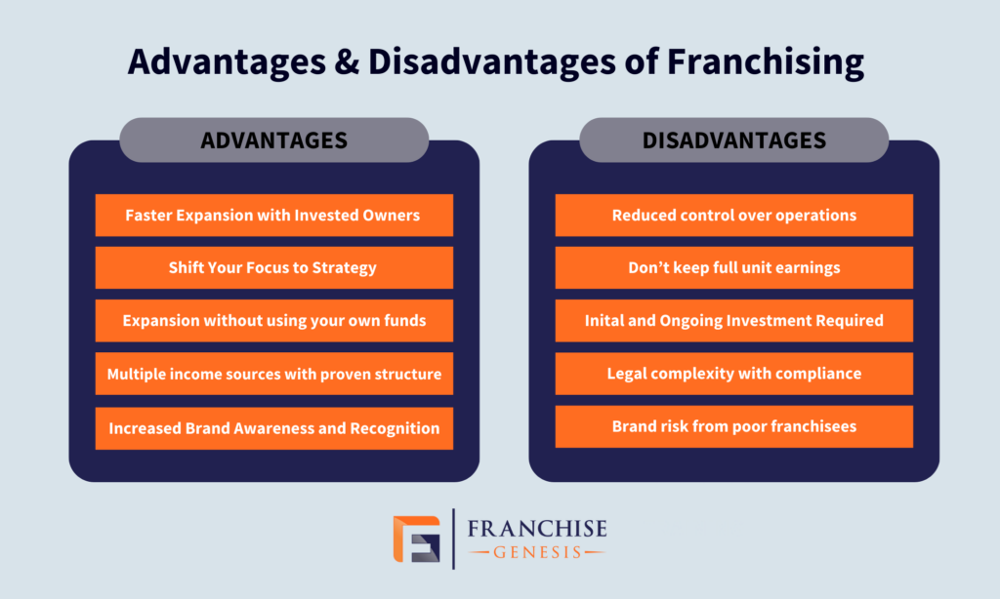 Advantages & Disadvantages of Franchising
ADVANTAGES
Faster Expansion with Invested Owners
Shift Your Focus to Strategy
Expansion without using your own funds
Multiple income sources with proven structure
Increased Brand Awareness and Recognition
DISADVANTAGES
Reduced control over operations
Don’t keep full unit earnings
Inital and Ongoing Investment Required
Legal complexity with compliance
Brand risk from poor franchisees
FRANCHISE
GENESIS